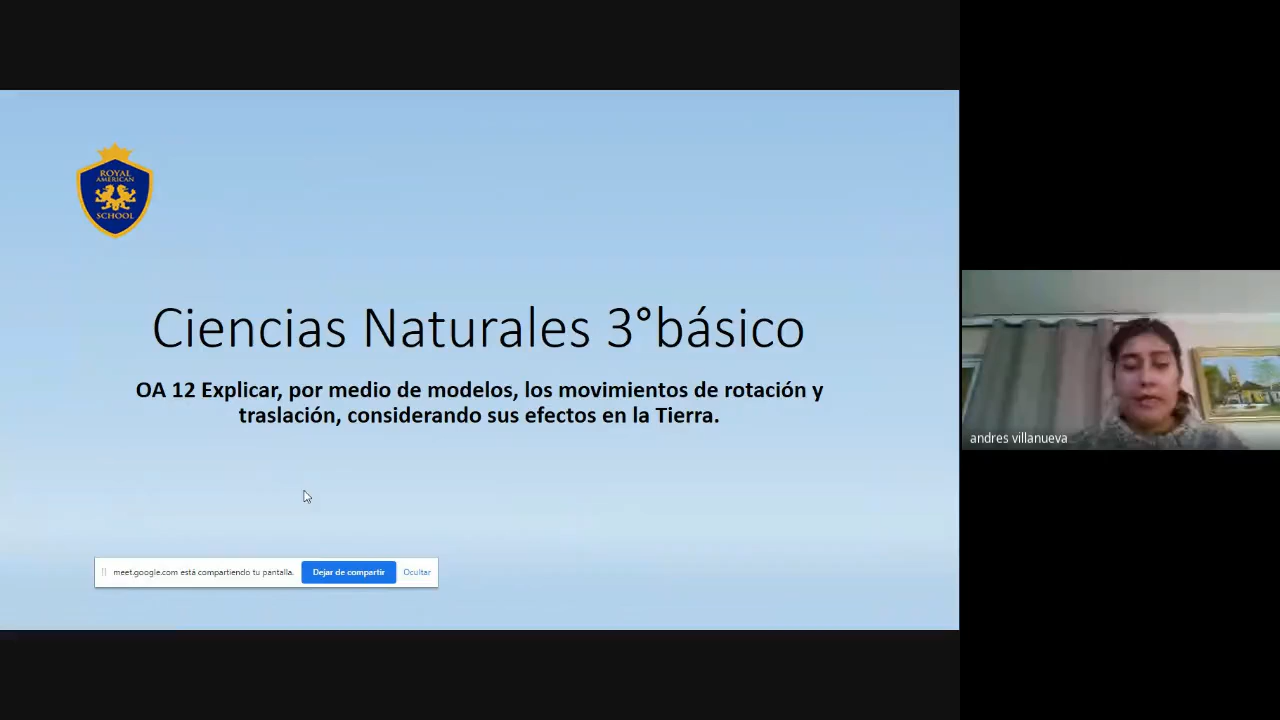 ROYAL
AMERICAN
SCHOOL
Ciencias Naturales 3°básico
OA 12 Explicar, por medio de modelos, los movimientos de rotación y
traslación, considerando sus efectos en la Tierra.
andres villanueva
meet.google.com está compartiendo tu pantalla. Dejar de compartir Ocultar